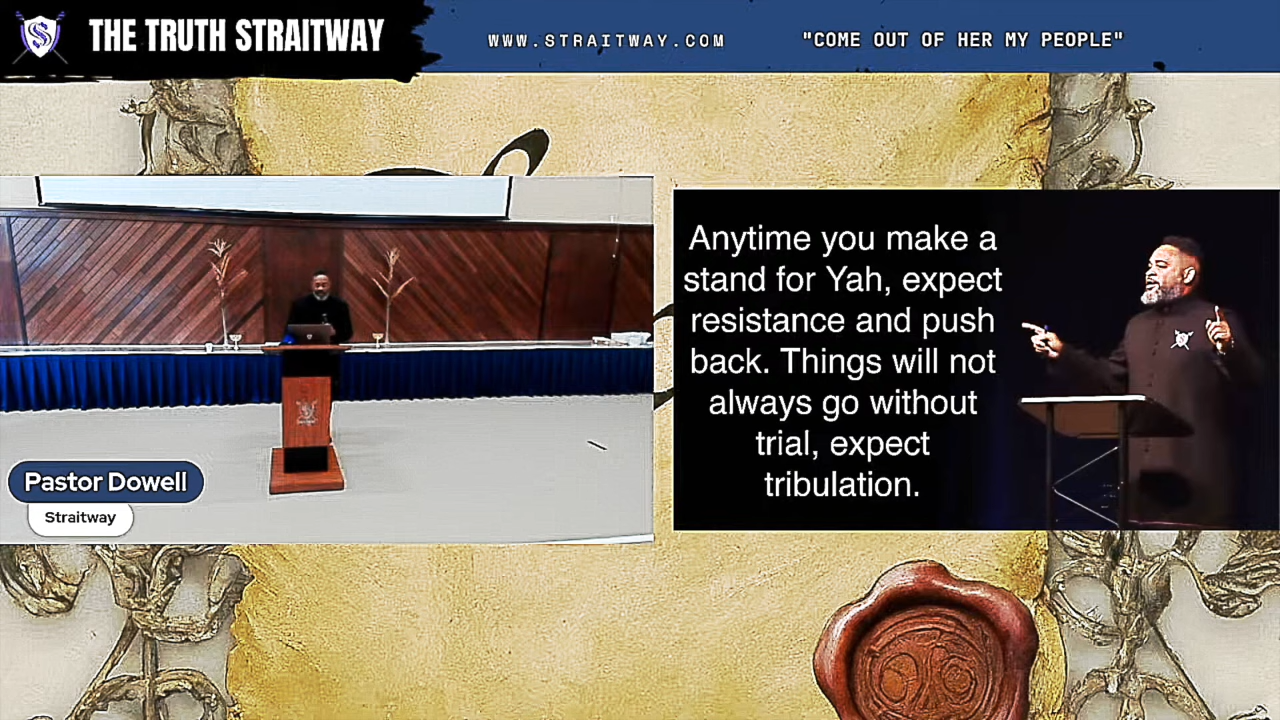 THE TRUTH STRAITWAY
WWW.STRAITWAY.COM
"COME OUT OF HER MY PEOPLE"
Pastor Dowell
Straitway
Anytime you make a
stand for Yah, expect
resistance and push
back. Things will not
always go without
trial, expect
tribulation.